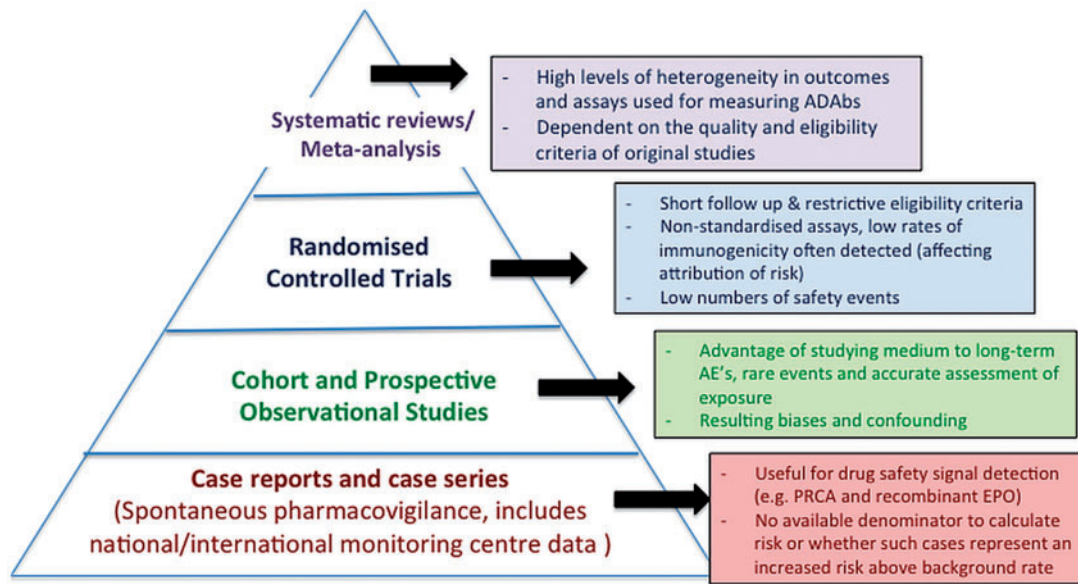 Systematic reviews/
Meta-analysis
- High levels of heterogeneity in outcomes
and assays used for measuring ADAbs
- Dependent on the quality and eligibility
criteria of original studies
Randomised
Controlled Trials
- Short follow up & restrictive eligibility criteria
- Non-standardised assays, low rates of
immunogenicity often detected (affecting
attribution of risk)
- Low numbers of safety events
Cohort and Prospective
Observational Studies
- Advantage of studying medium to long-term
AE's, rare events and accurate assessment of
exposure
- Resulting biases and confounding
Case reports and case series
(Spontaneous pharmacovigilance, includes
national/international monitoring centre data )
- Useful for drug safety signal detection
(e.g. PRCA and recombinant EPO)
- No available denominator to calculate
risk or whether such cases represent an
increased risk above background rate